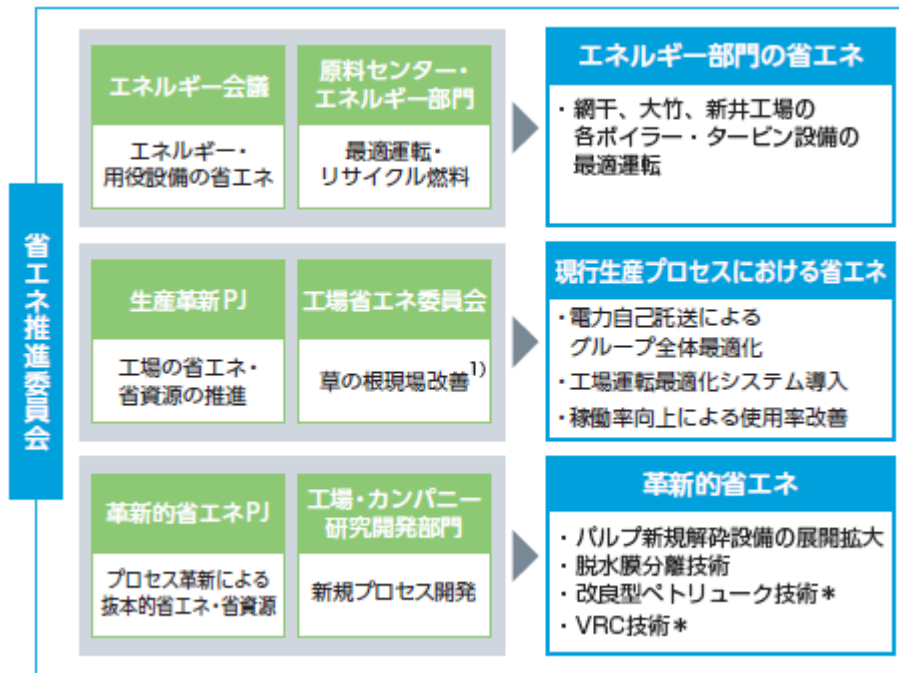 省エネ推進委員会
エネルギー会議
エネルギー・
用役設備の省エネ
原料センター・
エネルギー部門
最適運転・
リサイクル燃料
エネルギー部門の省エネ
・網干、大竹、新井工場の
各ボイラー・タービン設備の
最適運転
生産革新PJ
工場の省エネ・
省資源の推進
工場省エネ委員会
草の根現場改善1)
現行生産プロセスにおける省エネ
・電力自己託送による
グループ全体最適化
・工場運転最適化システム導入
・稼働率向上による使用率改善
革新的省エネPJ
プロセス革新による
抜本的省エネ・省資源
工場・カンパニー
研究開発部門
新規プロセス開発
革新的省エネ
・パルプ新規解砕設備の展開拡大
・脱水膜分離技術
・改良型ペトリューク技術*
・VRC技術*